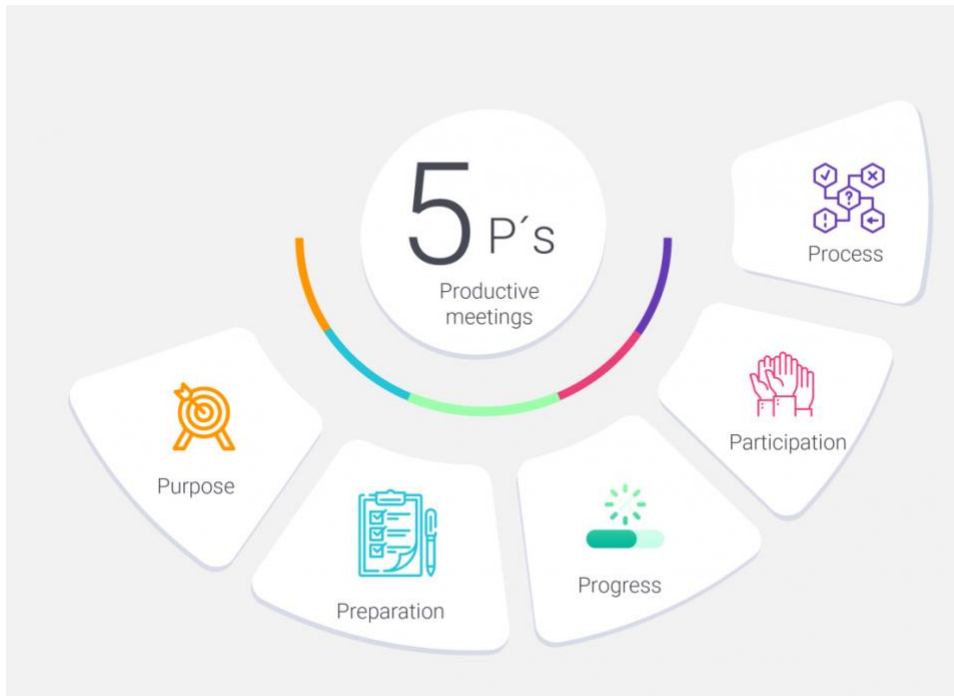 5 P´s
Productive
meetings
Purpose
Preparation
Progress
Participation
Process